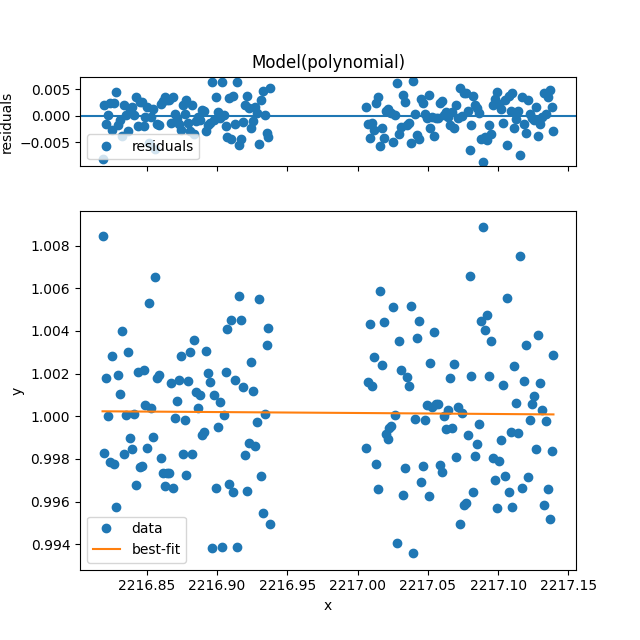 Model(polynomial)
residuals
0.005
0.000
−0.005
residuals
y
1.008
1.006
1.004
1.002
1.000
0.998
0.996
0.994
data
best-fit
2216.85 2216.90 2216.95 2217.00 2217.05 2217.10 2217.15
x